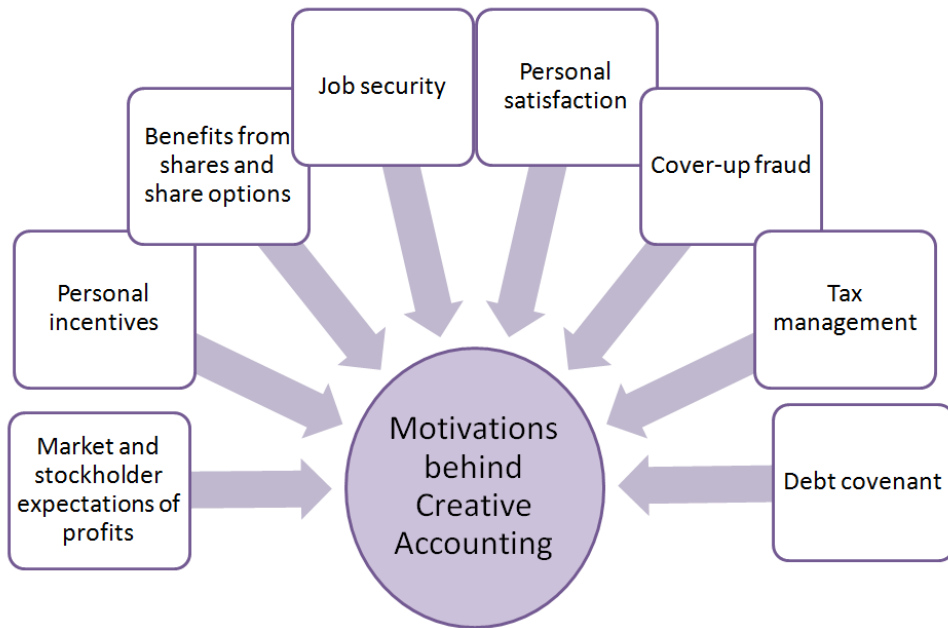 Market and
stockholder
expectations of
profits
Personal
incentives
Benefits from
shares and
share options
Job security
Personal
satisfaction
Cover-up fraud
Tax
management
Debt covenant
Motivations
behind
Creative
Accounting